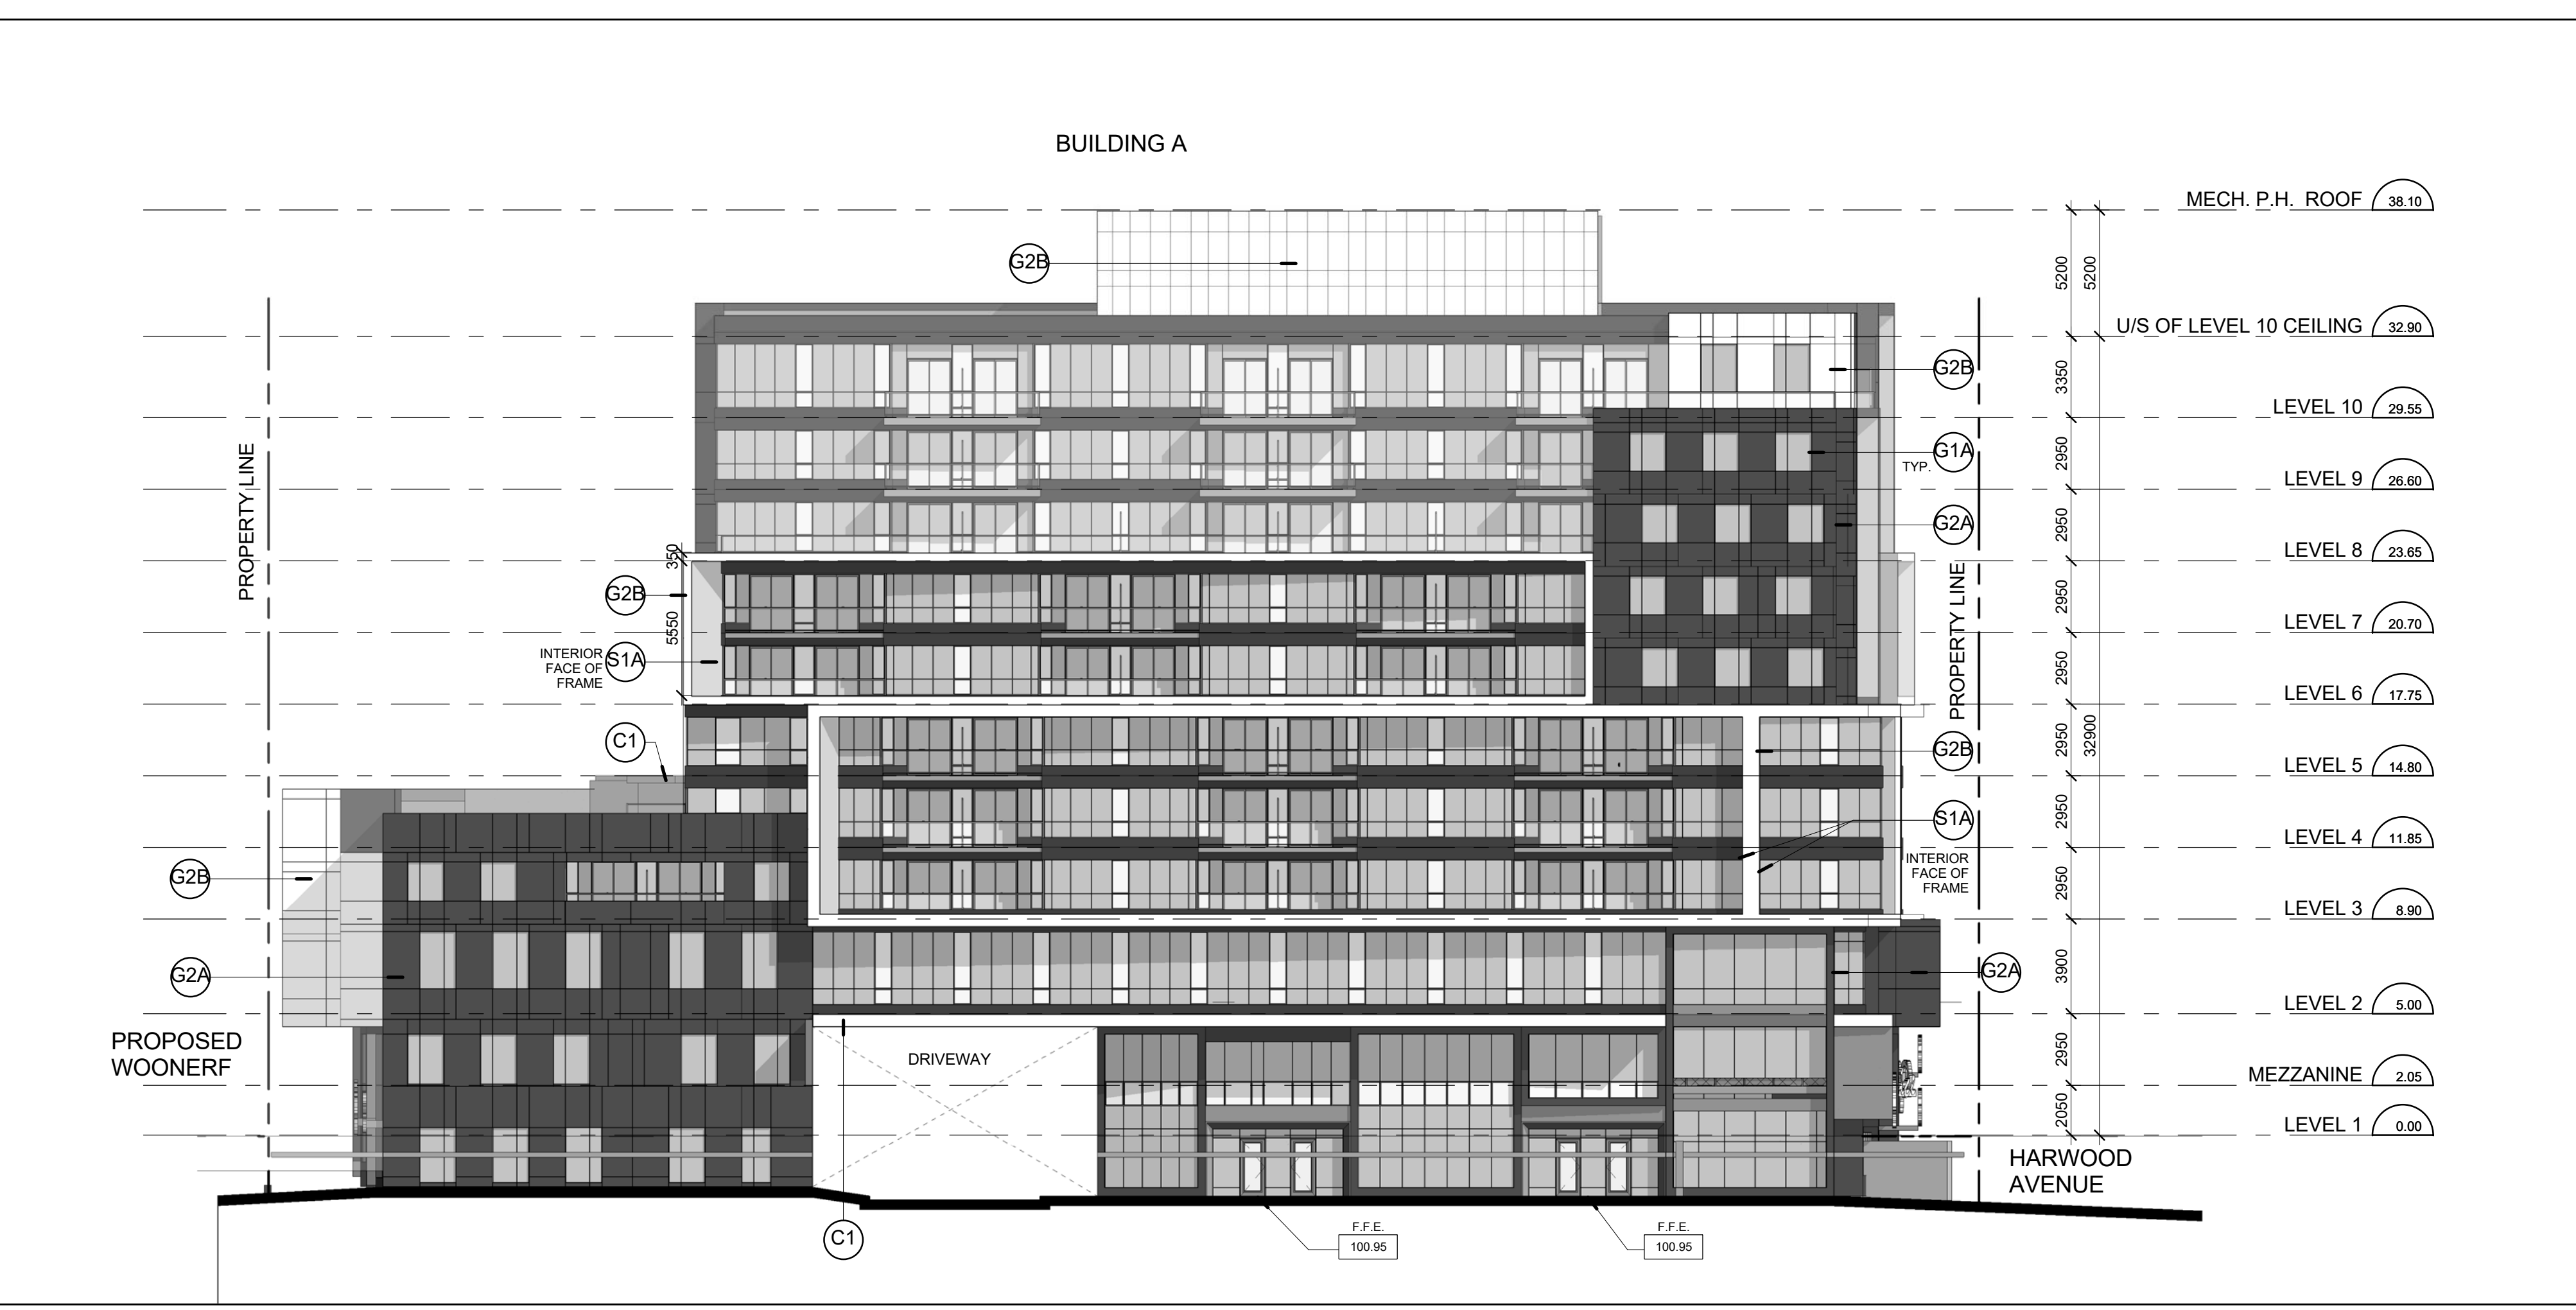 BUILDING A
MECH. P.H. ROOF 38.10
G2B
5200
5200
U/S OF LEVEL 10 CEILING 32.90
G2B
3350
LEVEL 10 29.55
G1A
TYP.
2950
LEVEL 9 26.60
G2A
2950
LEVEL 8 23.65
PROPERTY LINE
350
G2B
5550
INTERIOR
FACE OF
FRAME
S1A
PROPERTY LINE
2950
LEVEL 7 20.70
2950
LEVEL 6 17.75
C1
G2B
2950
32900
LEVEL 5 14.80
S1A
INTERIOR
FACE OF
FRAME
2950
LEVEL 4 11.85
G2B
2950
LEVEL 3 8.90
G2A
G2A
3900
LEVEL 2 5.00
PROPOSED
WOONERF
DRIVEWAY
2950
MEZZANINE 2.05
2050
LEVEL 1 0.00
HARWOOD
AVENUE
C1
F.F.E.
100.95
F.F.E.
100.95